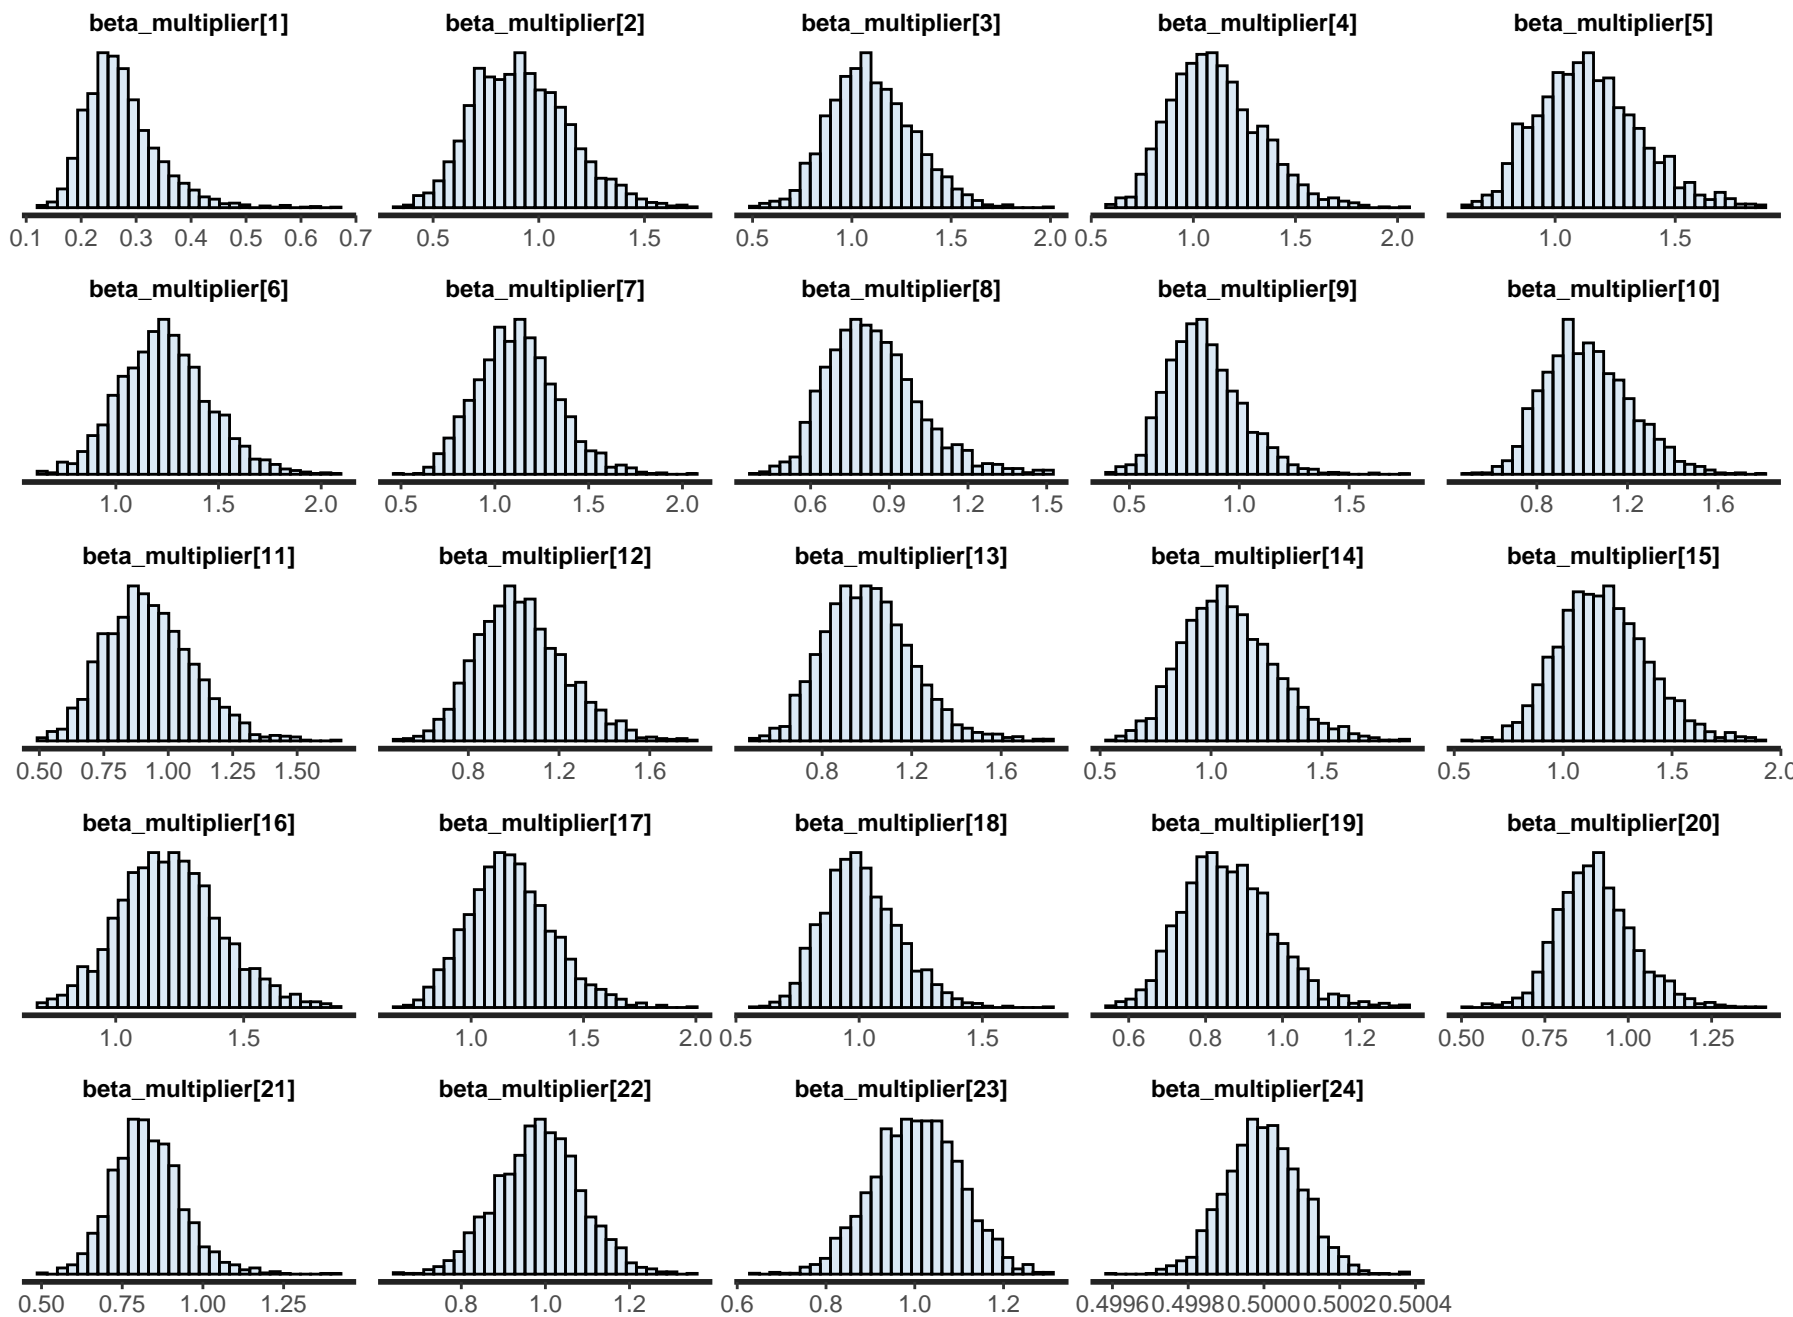 beta_multiplier[1] beta_multiplier[2] beta_multiplier[3] beta_multiplier[4] beta_multiplier[5]
0.1 0.2 0.3 0.4 0.5 0.6 0.7 0.5 1.0 1.5 0.5 1.0 1.5 2.0 0.5 1.0 1.5 2.0 1.0 1.5
beta_multiplier[6] beta_multiplier[7] beta_multiplier[8] beta_multiplier[9] beta_multiplier[10]
1.0 1.5 2.0 0.5 1.0 1.5 2.0 0.6 0.9 1.2 1.5 0.5 1.0 1.5 0.8 1.2 1.6
beta_multiplier[11] beta_multiplier[12] beta_multiplier[13] beta_multiplier[14] beta_multiplier[15]
0.50 0.75 1.00 1.25 1.50 0.8 1.2 1.6 0.8 1.2 1.6 0.5 1.0 1.5 0.5 1.0 1.5 2.0
beta_multiplier[16] beta_multiplier[17] beta_multiplier[18] beta_multiplier[19] beta_multiplier[20]
1.0 1.5 1.0 1.5 2.0 0.5 1.0 1.5 0.6 0.8 1.0 1.2 0.50 0.75 1.00 1.25
beta_multiplier[21] beta_multiplier[22] beta_multiplier[23] beta_multiplier[24]
0.50 0.75 1.00 1.25 0.8 1.0 1.2 0.6 0.8 1.0 1.2 0.4996 0.4998 0.5000 0.5002 0.5004